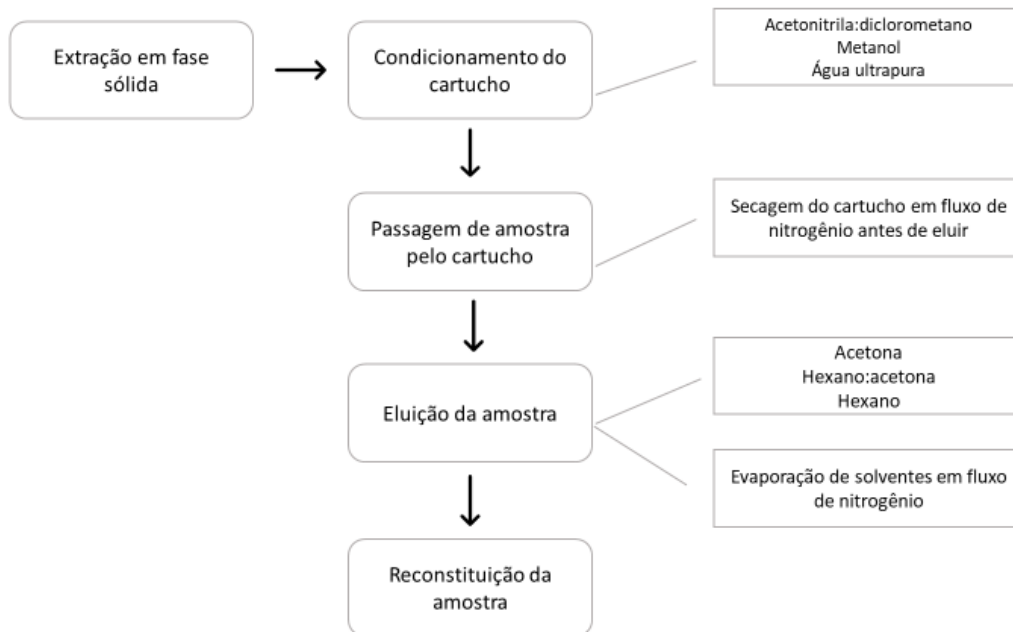 Extração em fase
sólida
Condicionamento do
cartucho
Acetonitrila:diclorometano
Metanol
Água ultrapura
Passagem de amostra
pelo cartucho
Secagem do cartucho em fluxo de
nitrogênio antes de eluir
Eluição da amostra
Acetona
Hexano:acetona
Hexano
Evaporação de solventes em fluxo
de nitrogênio
Reconstituição da
amostra